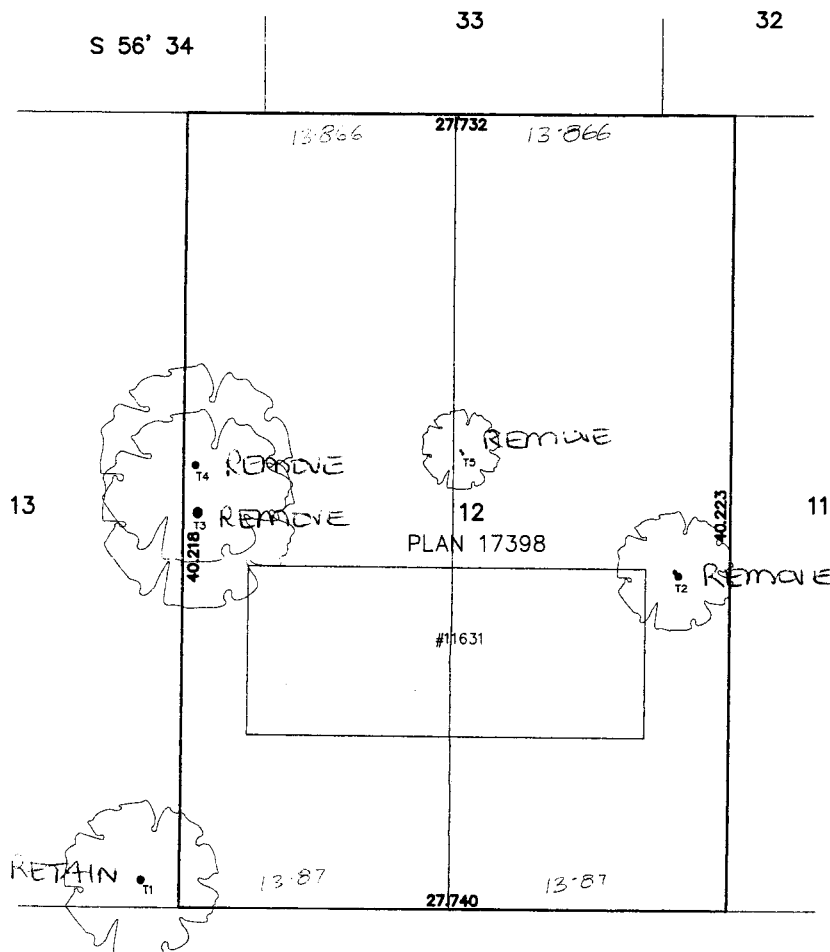 33
32
S 56' 34
27.732
13.866
13.866
REMOVE
T5
REMOVE
T4
13
REMOVE
T3
12
11
40.218
40.223
PLAN 17398
REMOVE
T2
#11631
RETAIN
T1
13.87
13.87
27.740